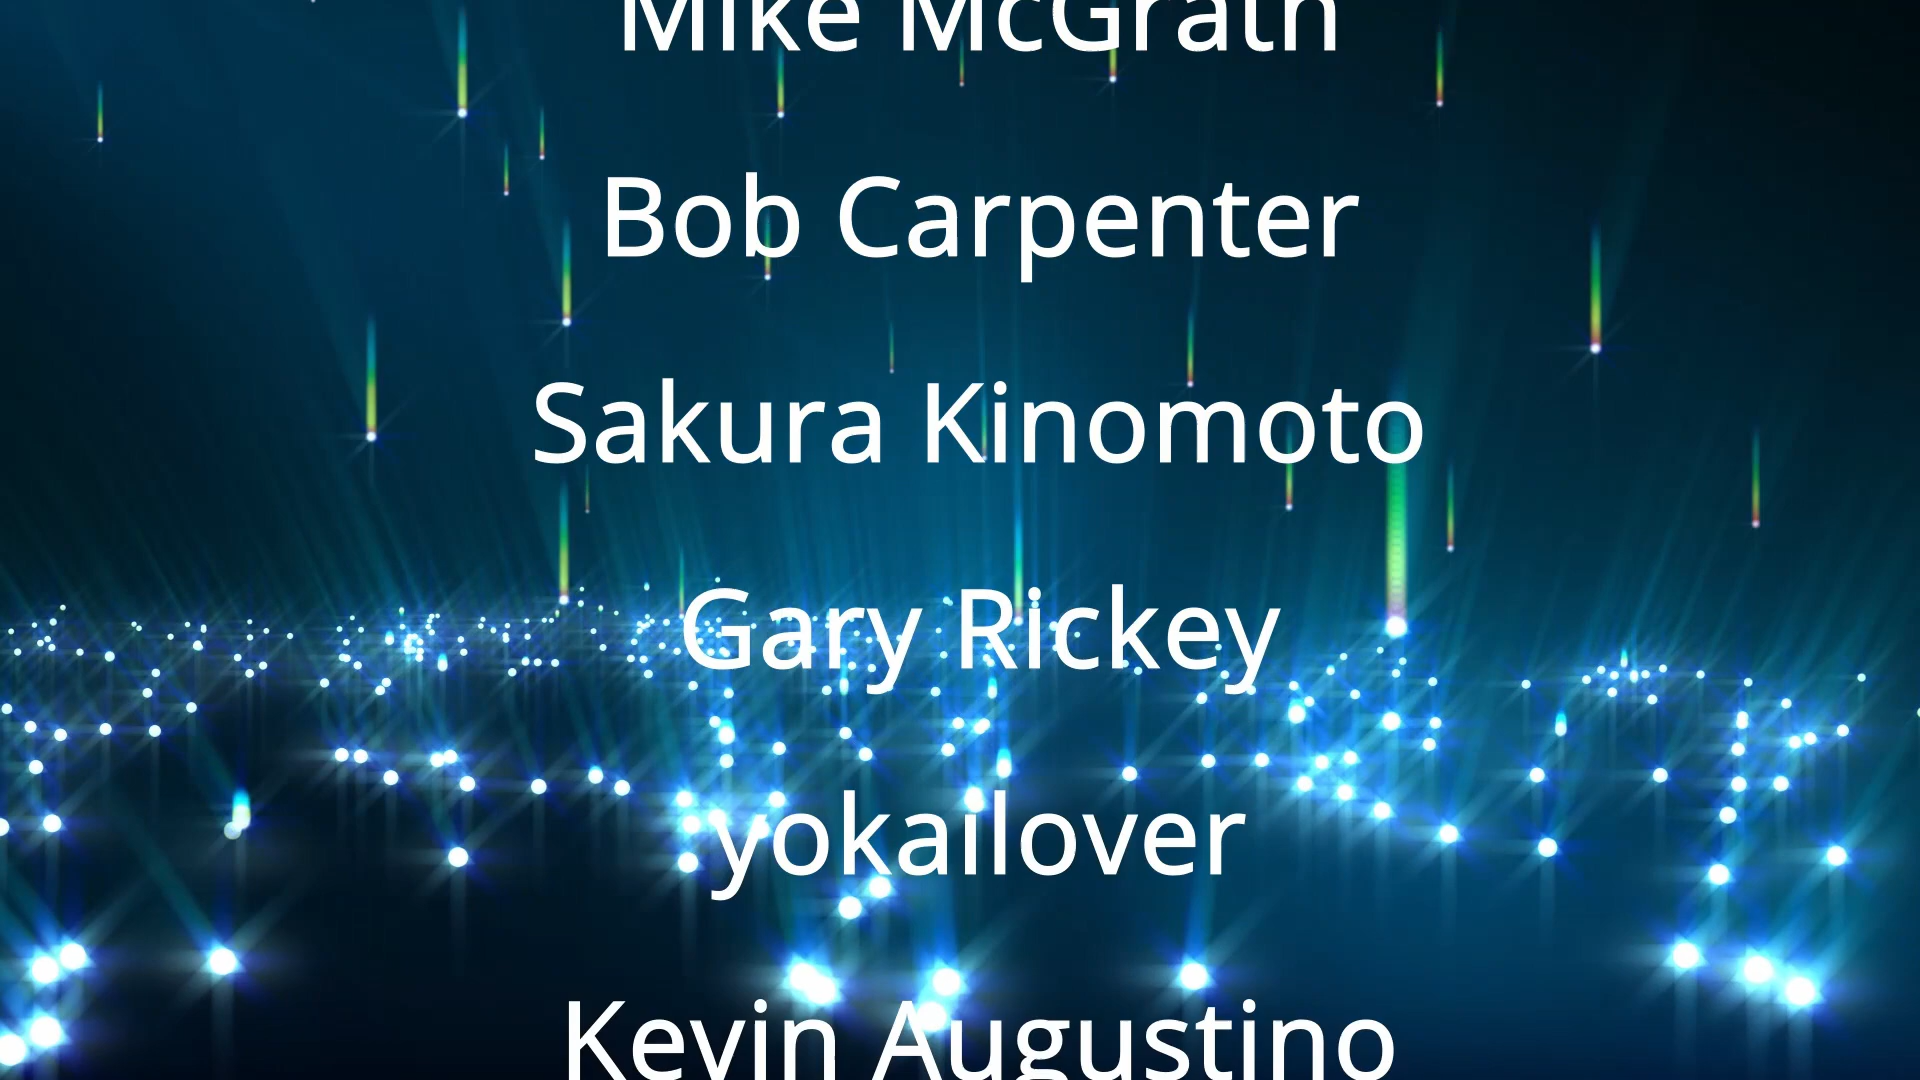 Mike McGrath
Bob Carpenter
Sakura Kinomoto
Gary Rickey
yokailover
Kevin Augustino